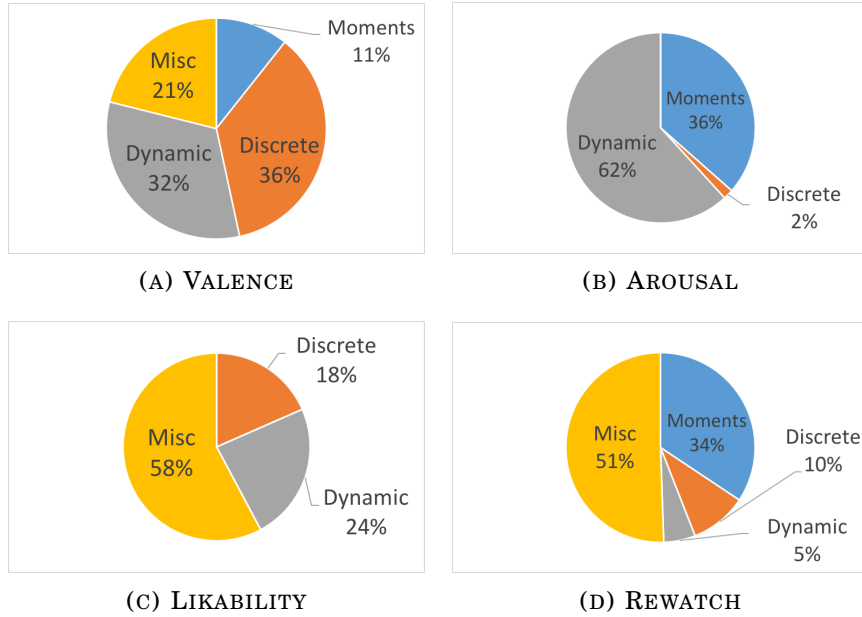 Moments
11%
Misc
21%
Discrete
36%
Dynamic
32%
(A) VALENCE
Moments
36%
Dynamic
62%
Discrete
2%
(B) AROUSAL
Discrete
18%
Misc
58%
Dynamic
24%
(C) LIKABILITY
Moments
34%
Misc
51%
Discrete
10%
Dynamic
5%
(D) REWATCH